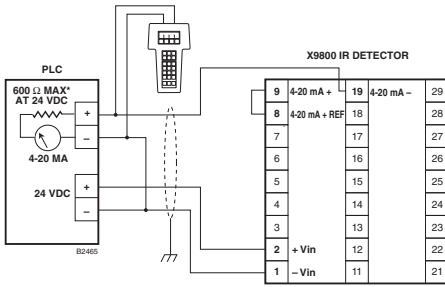 X9800 IR DETECTOR
PLC
600 Ω MAX*
AT 24 VDC
+
–
4-20 MA
24 VDC
+
–
B2465
9 4-20 mA + 19 4-20 mA – 29
8 4-20 mA + REF 18 28
7 17 27
6 16 26
5 15 25
4 14 24
3 13 23
2 + Vin 12 22
1 – Vin 11 21